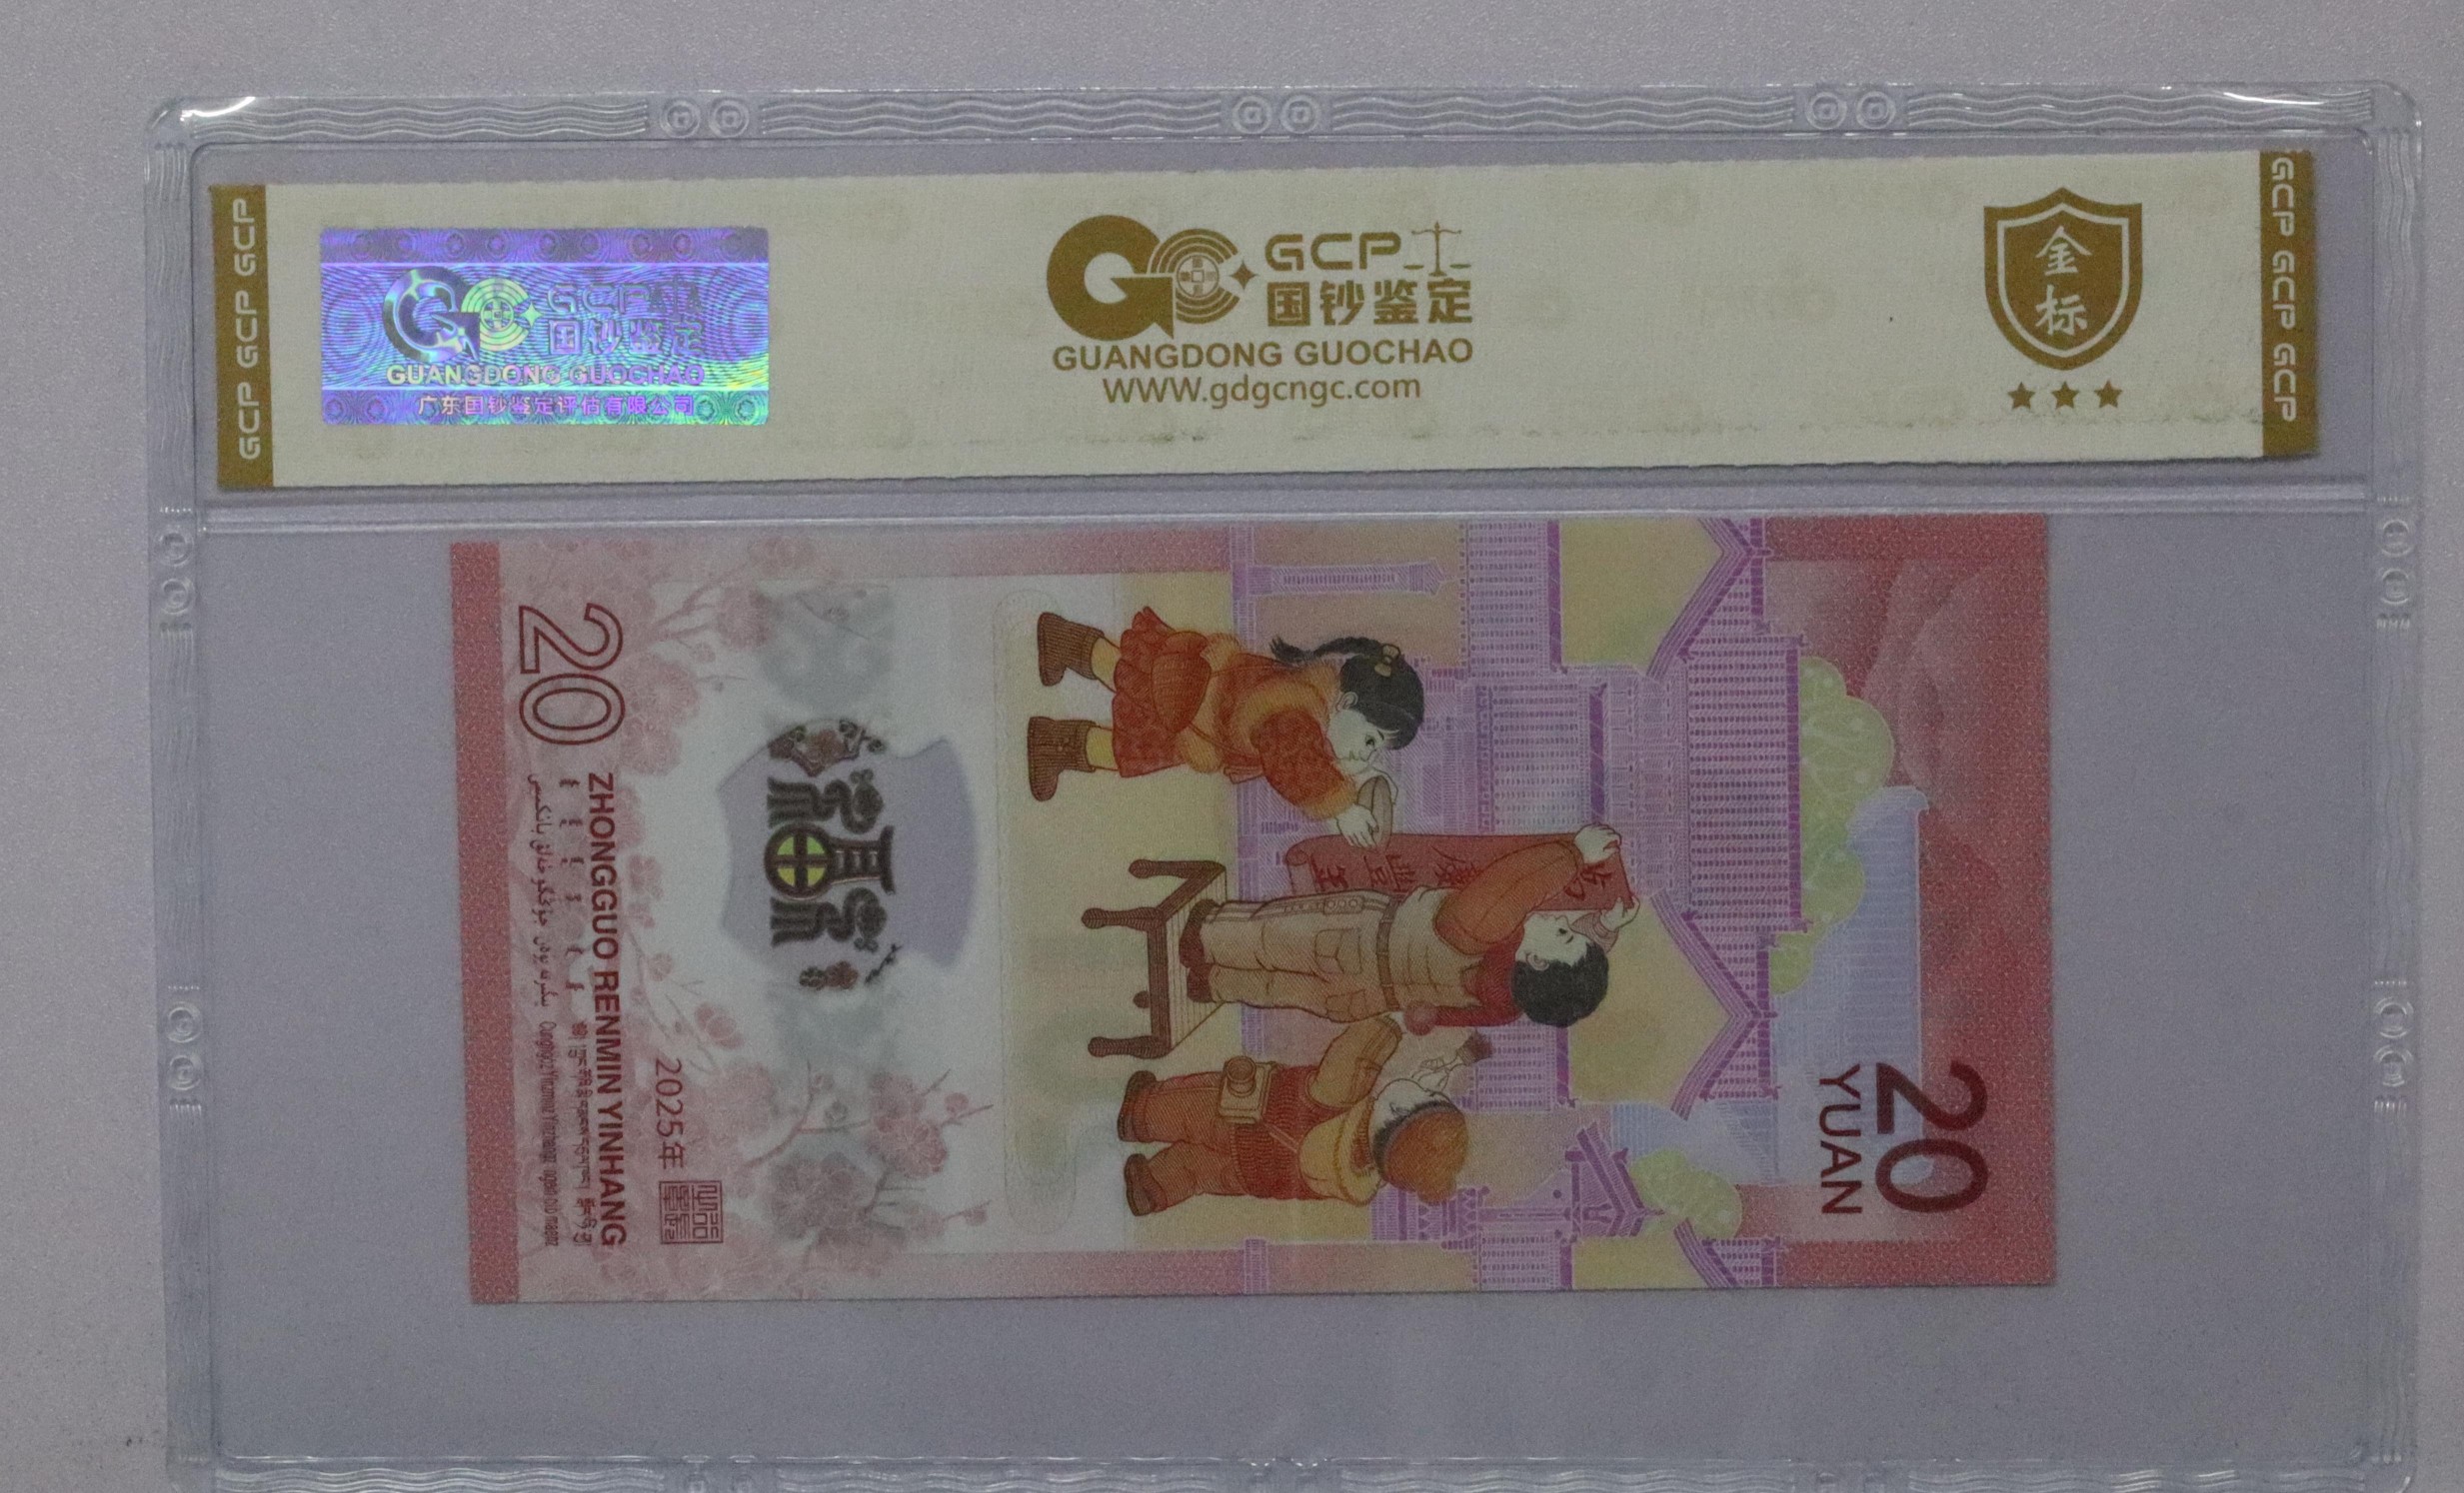 GCP GCP GCP
GCP
国钞鉴定
GUANGDONG GUOCHAO
广东国钞鉴定评估有限公司
GCP
国钞鉴定
GUANGDONG GUOCHAO
WWW.gdgcngc.com
金
标
GCP GCP GCP
20
YUAN
2025年
ZHONGGUO RENMIN YINHANG
20